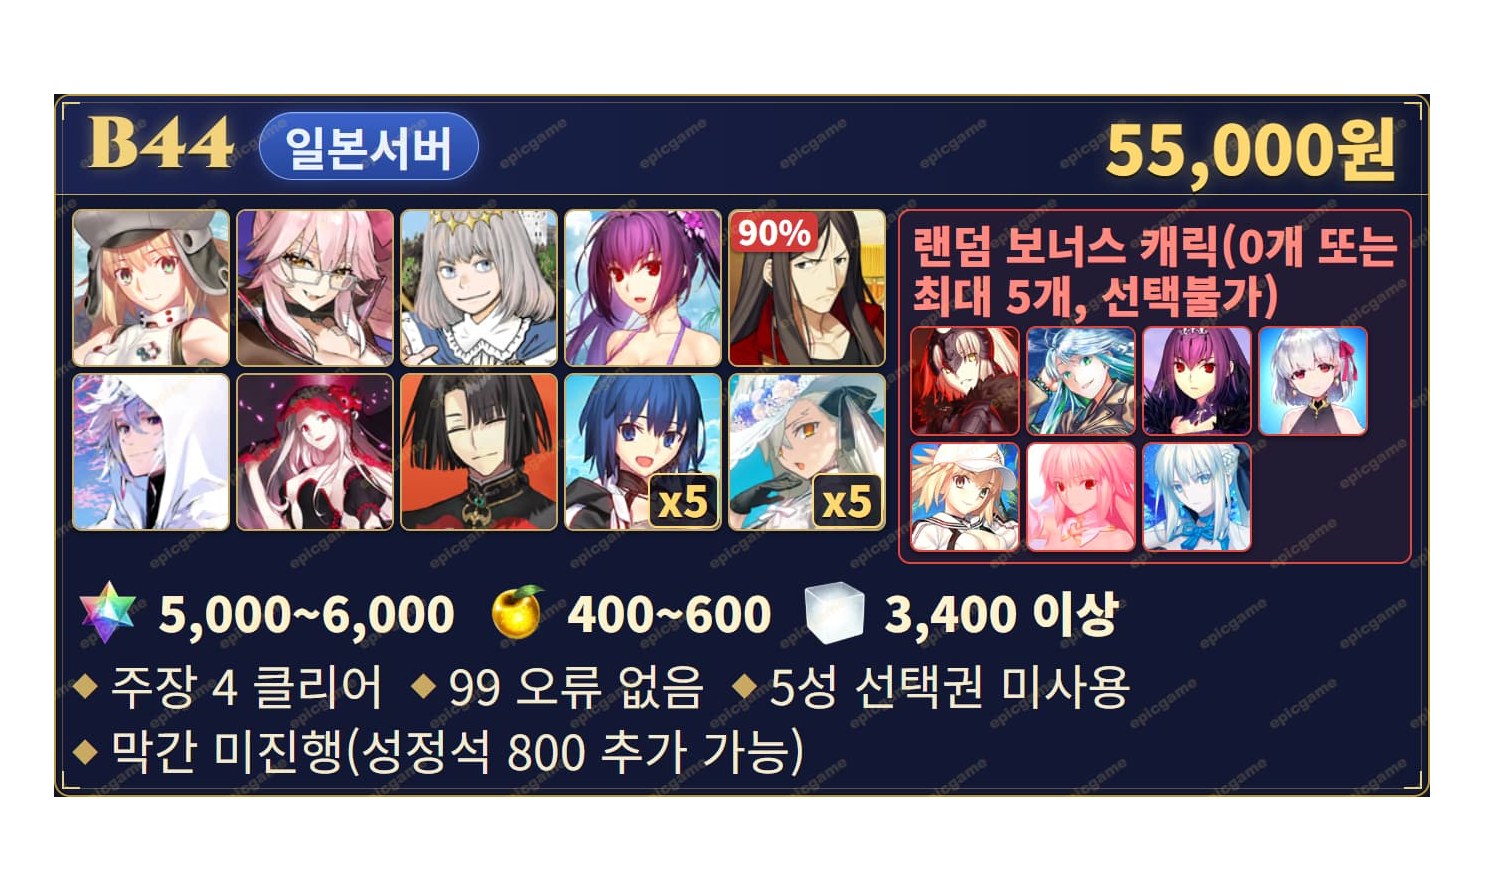 B44 일본서버 55,000원
90%
랜덤 보너스 캐릭(0개 또는
최대 5개, 선택불가)
x5 x5
5,000~6,000 400~600 3,400 이상
◆ 주장 4 클리어 ◆ 99 오류 없음 ◆ 5성 선택권 미사용
◆ 막간 미진행(성정석 800 추가 가능)
epicgame